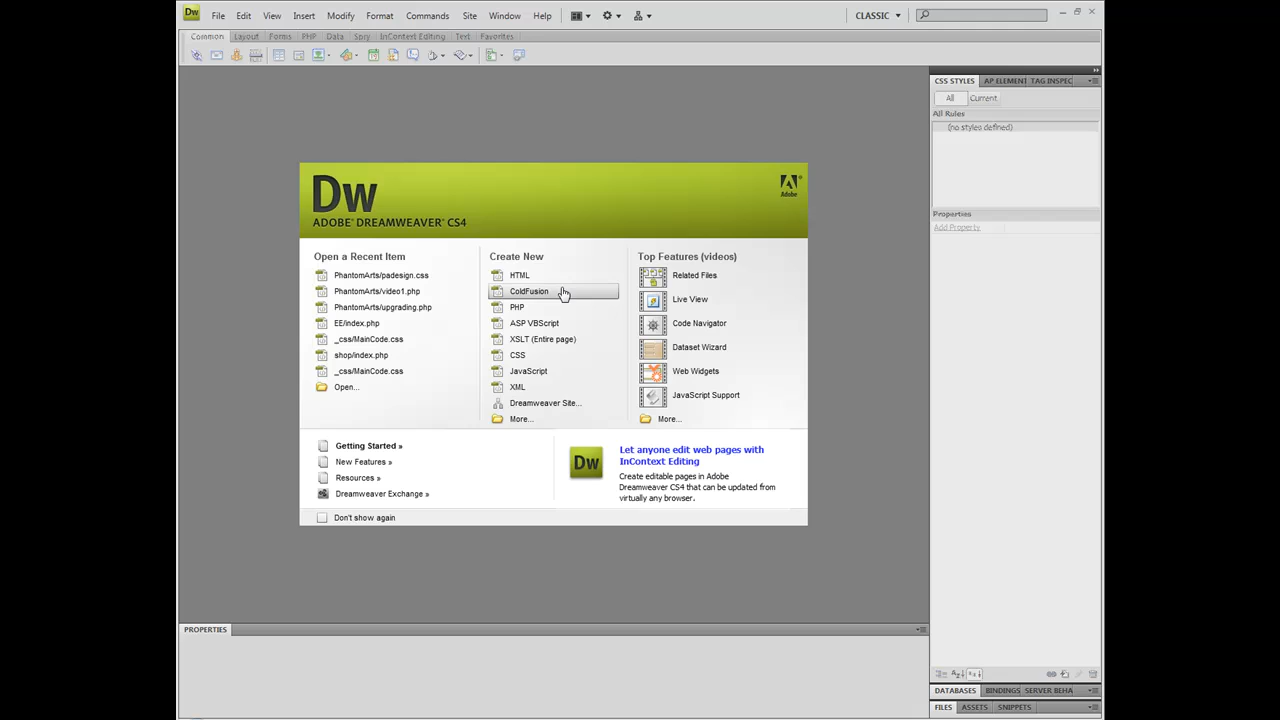 Dw File Edit View Insert Modify Format Commands Site Window Help CLASSIC
Common Layout Forms PHP Data Spry InContext Editing Text Favorites
CSS STYLES AP ELEMENT TAG INSPEC
All Current
All Rules
(no styles defined)
Properties
Add Property
Dw
ADOBE® DREAMWEAVER® CS4
Adobe
Open a Recent Item
PhantomArts/padesign.css
PhantomArts/video1.php
PhantomArts/upgrading.php
EE/index.php
_css/MainCode.css
shop/index.php
_css/MainCode.css
Open...
Create New
HTML
ColdFusion
PHP
ASP VBScript
XSLT (Entire page)
CSS
JavaScript
XML
Dreamweaver Site...
More...
Top Features (videos)
Related Files
Live View
Code Navigator
Dataset Wizard
Web Widgets
JavaScript Support
More...
Getting Started »
New Features »
Resources »
Dreamweaver Exchange »
Dw
Let anyone edit web pages with
InContext Editing
Create editable pages in Adobe
Dreamweaver CS4 that can be updated from
virtually any browser.
Don't show again
PROPERTIES
DATABASES BINDINGS SERVER BEHA
FILES ASSETS SNIPPETS